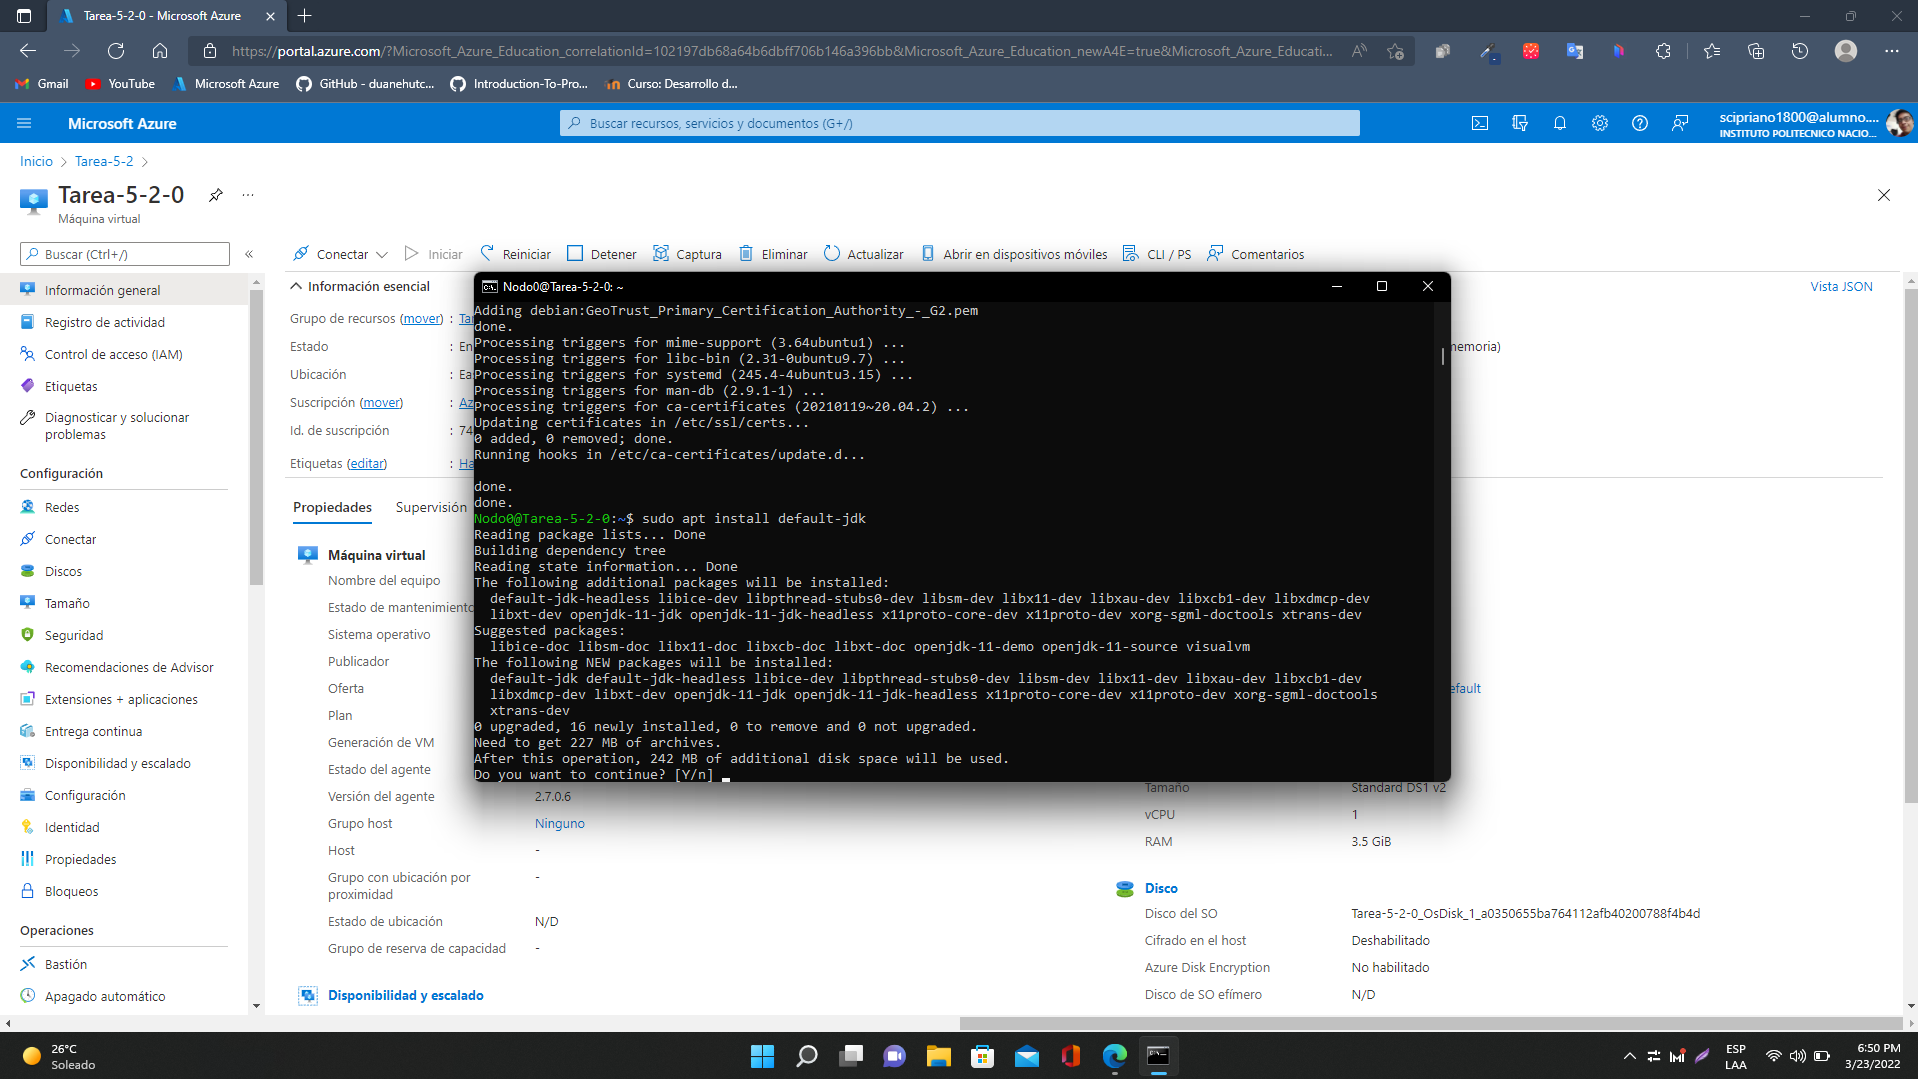 Tarea-5-2-0 - Microsoft Azure
https://portal.azure.com/?Microsoft_Azure_Education_correlationId=102197db68a64b6dbff706b146a396bb&Microsoft_Azure_Education_newA4E=true&Microsoft_Azure_Educati...
Gmail YouTube Microsoft Azure GitHub - duanehutc... Introduction-To-Pro... Curso: Desarrollo d...
Microsoft Azure
Buscar recursos, servicios y documentos (G+/)
scipriano1800@alumno....
INSTITUTO POLITECNICO NACIO...
Inicio > Tarea-5-2 >
Tarea-5-2-0
Máquina virtual
Buscar (Ctrl+/)
Conectar Iniciar Reiniciar Detener Captura Eliminar Actualizar Abrir en dispositivos móviles CLI / PS Comentarios
Información general
Registro de actividad
Control de acceso (IAM)
Etiquetas
Diagnosticar y solucionar
problemas
Configuración
Redes
Conectar
Discos
Tamaño
Seguridad
Recomendaciones de Advisor
Extensiones + aplicaciones
Entrega continua
Disponibilidad y escalado
Configuración
Identidad
Propiedades
Bloqueos
Operaciones
Bastión
Apagado automático
Información esencial
Vista JSON
Grupo de recursos (mover) : Tar
Estado : En
Ubicación : Eas
Suscripción (mover) : Az
Id. de suscripción : 74
Etiquetas (editar) : Ha
memoria)
Propiedades Supervisión
Máquina virtual
Nombre del equipo
Estado de mantenimiento
Sistema operativo
Publicador
Oferta
Plan
Generación de VM
Estado del agente
Versión del agente 2.7.0.6
Grupo host Ninguno
Host -
Grupo con ubicación por
proximidad -
Estado de ubicación N/D
Grupo de reserva de capacidad -
Disponibilidad y escalado
efault
Tamaño Standard DS1 v2
vCPU 1
RAM 3.5 GiB
Disco
Disco del SO Tarea-5-2-0_OsDisk_1_a0350655ba764112afb40200788f4b4d
Cifrado en el host Deshabilitado
Azure Disk Encryption No habilitado
Disco de SO efímero N/D
Nodo0@Tarea-5-2-0: ~
Adding debian:GeoTrust_Primary_Certification_Authority_-_G2.pem
done.
Processing triggers for mime-support (3.64ubuntu1) ...
Processing triggers for libc-bin (2.31-0ubuntu9.7) ...
Processing triggers for systemd (245.4-4ubuntu3.15) ...
Processing triggers for man-db (2.9.1-1) ...
Processing triggers for ca-certificates (20210119~20.04.2) ...
Updating certificates in /etc/ssl/certs...
0 added, 0 removed; done.
Running hooks in /etc/ca-certificates/update.d...
done.
done.
Nodo0@Tarea-5-2-0:~$ sudo apt install default-jdk
Reading package lists... Done
Building dependency tree
Reading state information... Done
The following additional packages will be installed:
default-jdk-headless libice-dev libpthread-stubs0-dev libsm-dev libx11-dev libxau-dev libxcb1-dev libxdmcp-dev
libxt-dev openjdk-11-jdk openjdk-11-jdk-headless x11proto-core-dev x11proto-dev xorg-sgml-doctools xtrans-dev
Suggested packages:
libice-doc libsm-doc libx11-doc libxcb-doc libxt-doc openjdk-11-demo openjdk-11-source visualvm
The following NEW packages will be installed:
default-jdk default-jdk-headless libice-dev libpthread-stubs0-dev libsm-dev libx11-dev libxau-dev libxcb1-dev
libxdmcp-dev libxt-dev openjdk-11-jdk openjdk-11-jdk-headless x11proto-core-dev x11proto-dev xorg-sgml-doctools
xtrans-dev
0 upgraded, 16 newly installed, 0 to remove and 0 not upgraded.
Need to get 227 MB of archives.
After this operation, 242 MB of additional disk space will be used.
Do you want to continue? [Y/n]
26°C
Soleado
ESP
LAA
6:50 PM
3/23/2022